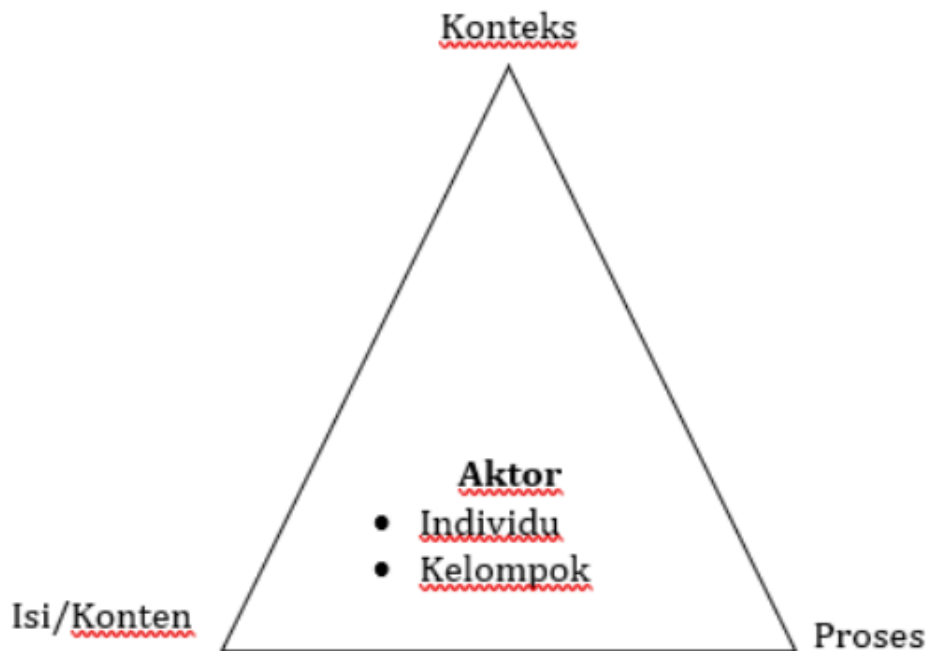 Konteks
Aktor
• Individu
• Kelompok
Isi/Konten
Proses